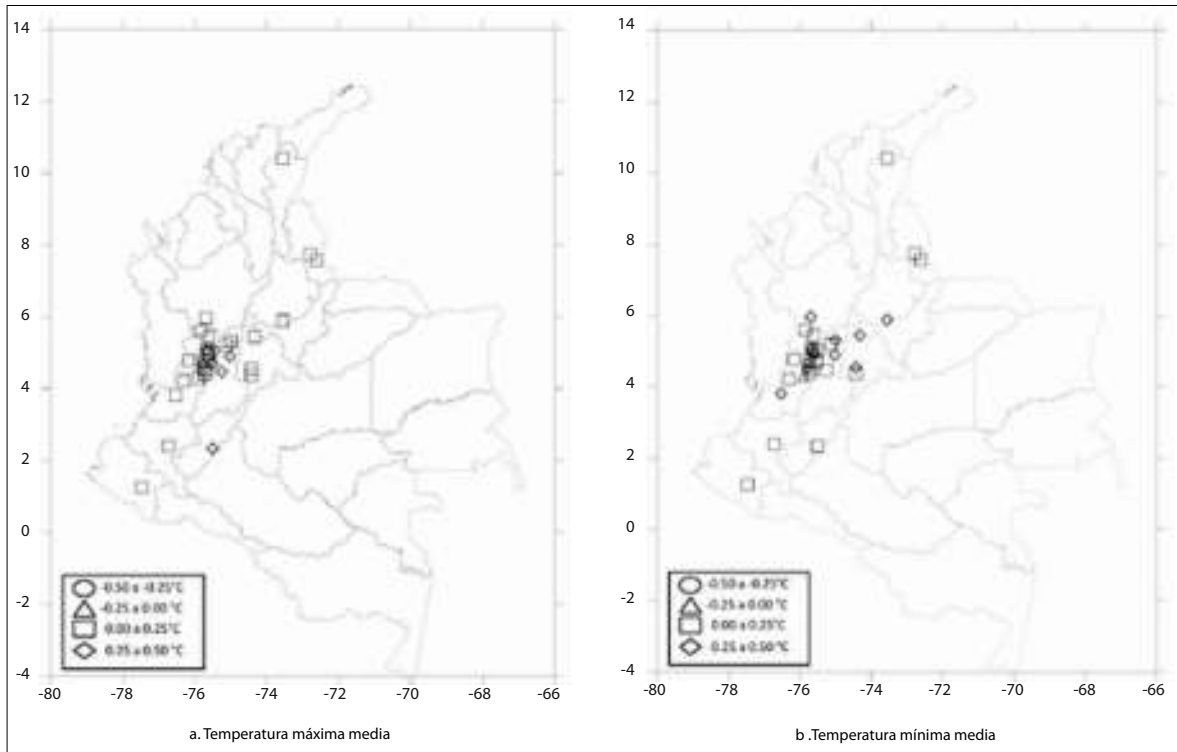 14
12
10
8
6
4
2
0
-2
-4
-80 -78 -76 -74 -72 -70 -68 -66
-0.50 a -0.25°C
-0.25 a 0.00 °C
0.00 a 0.25°C
0.25 a 0.50 °C
a. Temperatura máxima media
14
12
10
8
6
4
2
0
-2
-4
-80 -78 -76 -74 -72 -70 -68 -66
-0.50 a -0.25°C
-0.25 a 0.00 °C
0.00 a 0.25°C
0.25 a 0.50 °C
b .Temperatura mínima media